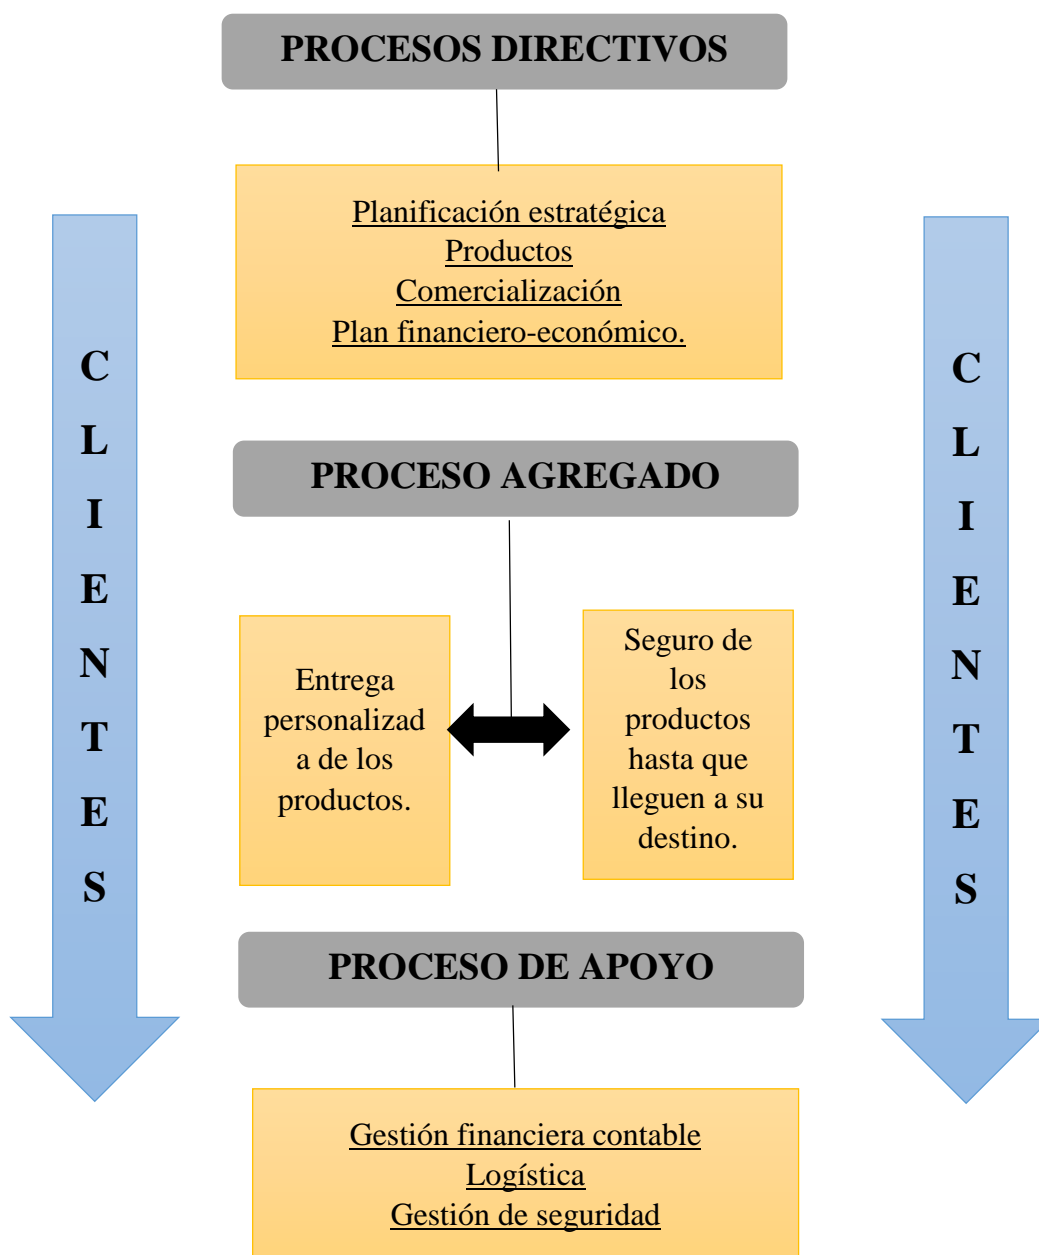 PROCESOS DIRECTIVOS
Planificación estratégica
Productos
Comercialización
Plan financiero-económico.
C
L
I
E
N
T
E
S
PROCESO AGREGADO
Entrega
personalizad
a de los
productos.
Seguro de
los
productos
hasta que
lleguen a su
destino.
C
L
I
E
N
T
E
S
PROCESO DE APOYO
Gestión financiera contable
Logística
Gestión de seguridad